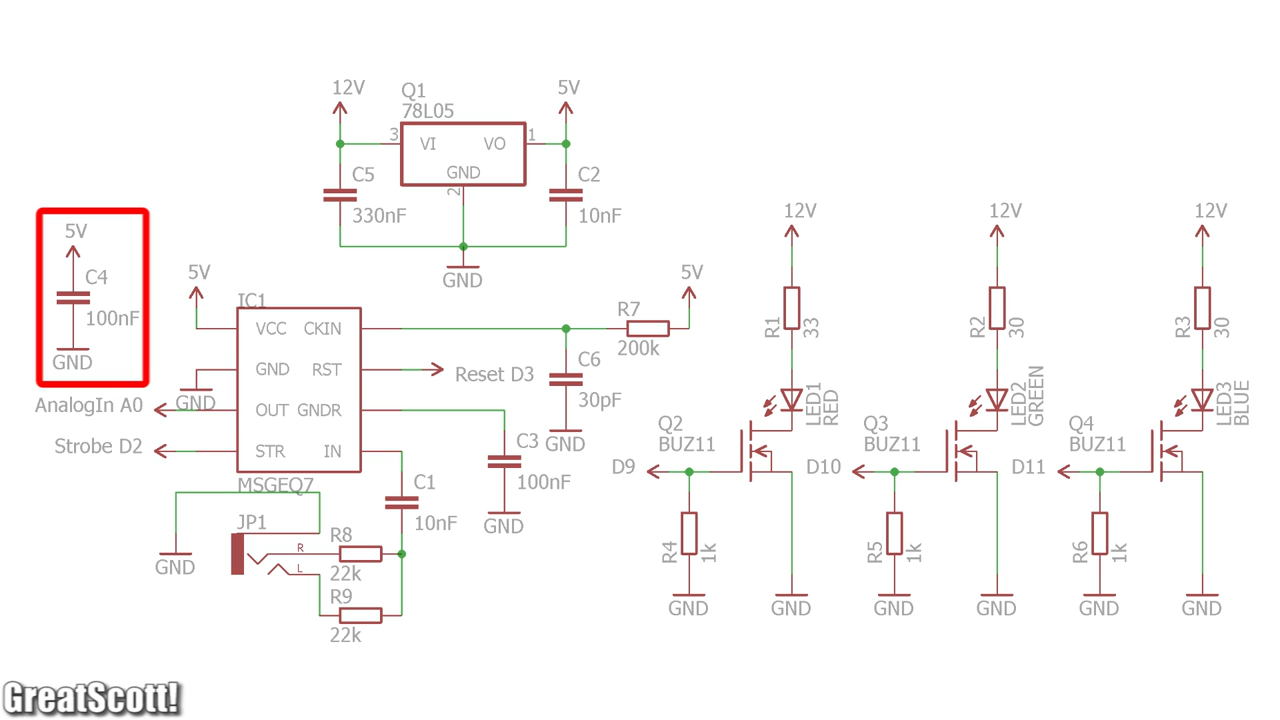 12V
Q1
78L05
5V
3
VI
VO
1
GND
2
C5
330nF
C2
10nF
GND
5V
C4
100nF
GND
5V
IC1
VCC
CKIN
GND
RST
OUT
GNDR
STR
IN
MSGEQ7
GND
AnalogIn A0
Strobe D2
Reset D3
R7
200k
5V
C6
30pF
GND
C3
100nF
GND
C1
10nF
JP1
R
L
GND
R8
22k
R9
22k
12V
R1
33
LED1
RED
Q2
BUZ11
D9
R4
1k
GND
GND
12V
R2
30
LED2
GREEN
Q3
BUZ11
D10
R5
1k
GND
GND
12V
R3
30
LED3
BLUE
Q4
BUZ11
D11
R6
1k
GND
GND
GreatScott!